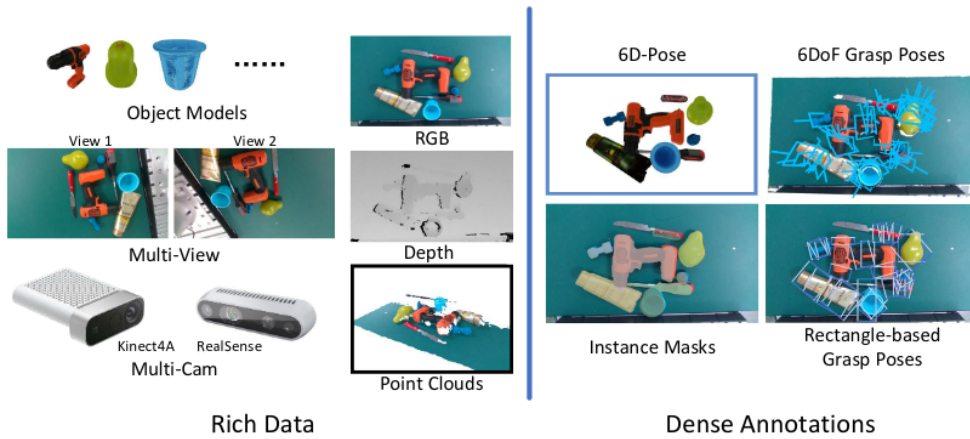 ......
Object Models
View 1
View 2
Multi-View
Kinect4A
RealSense
Multi-Cam
RGB
Depth
Point Clouds
Rich Data
6D-Pose
6DoF Grasp Poses
Instance Masks
Rectangle-based
Grasp Poses
Dense Annotations